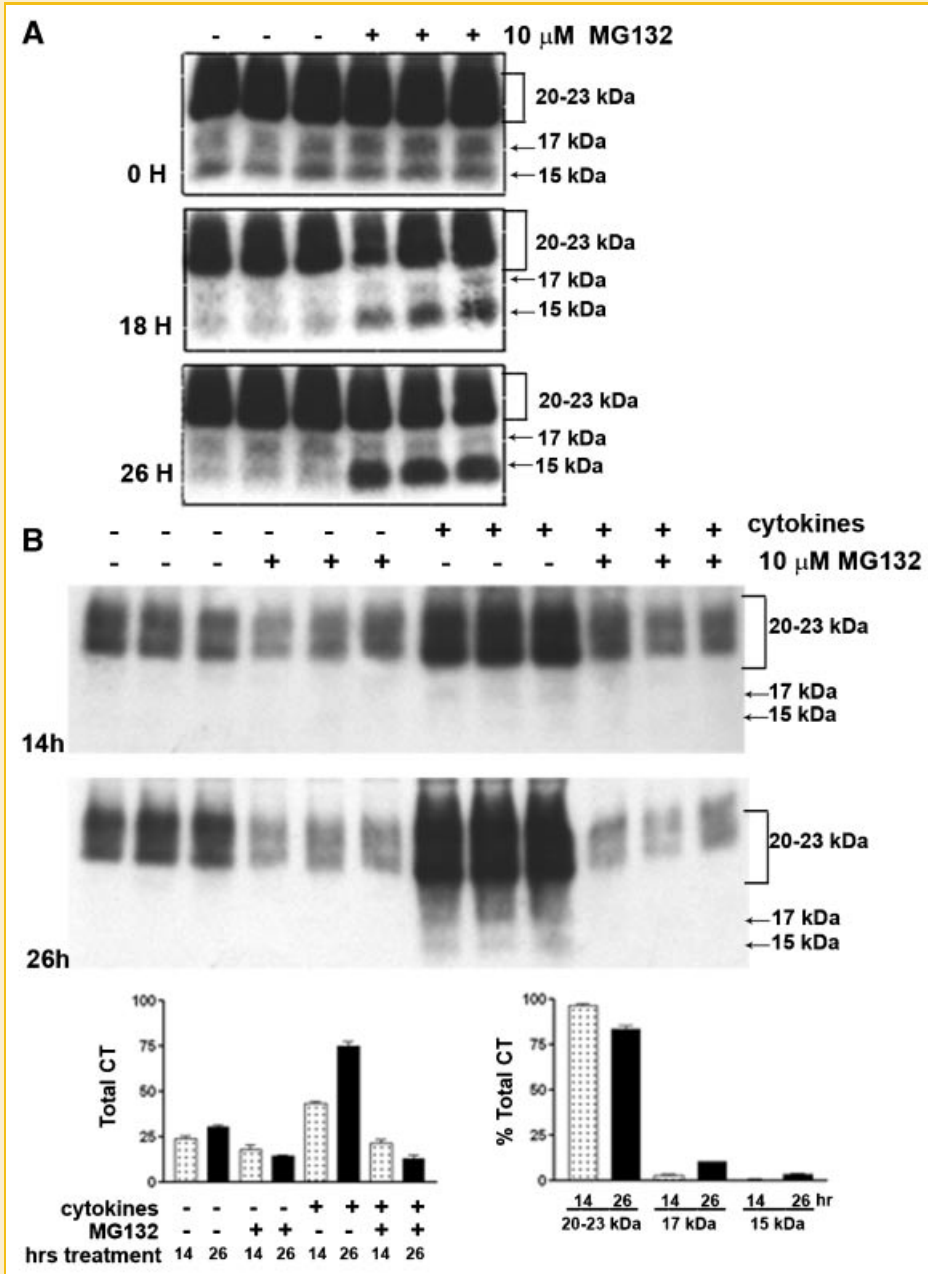 A - - - + + + 10 µM MG132
20-23 kDa
17 kDa
0 H 15 kDa
20-23 kDa
17 kDa
15 kDa
18 H
20-23 kDa
17 kDa
26 H 15 kDa
B - - - - - - + + + + + + cytokines
- - - + + + - - - + + + 10 µM MG132
20-23 kDa
17 kDa
14h 15 kDa
20-23 kDa
17 kDa
26h 15 kDa
100
75
50
25
0
Total CT
cytokines - - - - + + + +
MG132 - - + + - - + +
hrs treatment 14 26 14 26 14 26 14 26
100
75
50
25
0
% Total CT
14 26 14 26 14 26 hr
20-23 kDa 17 kDa 15 kDa